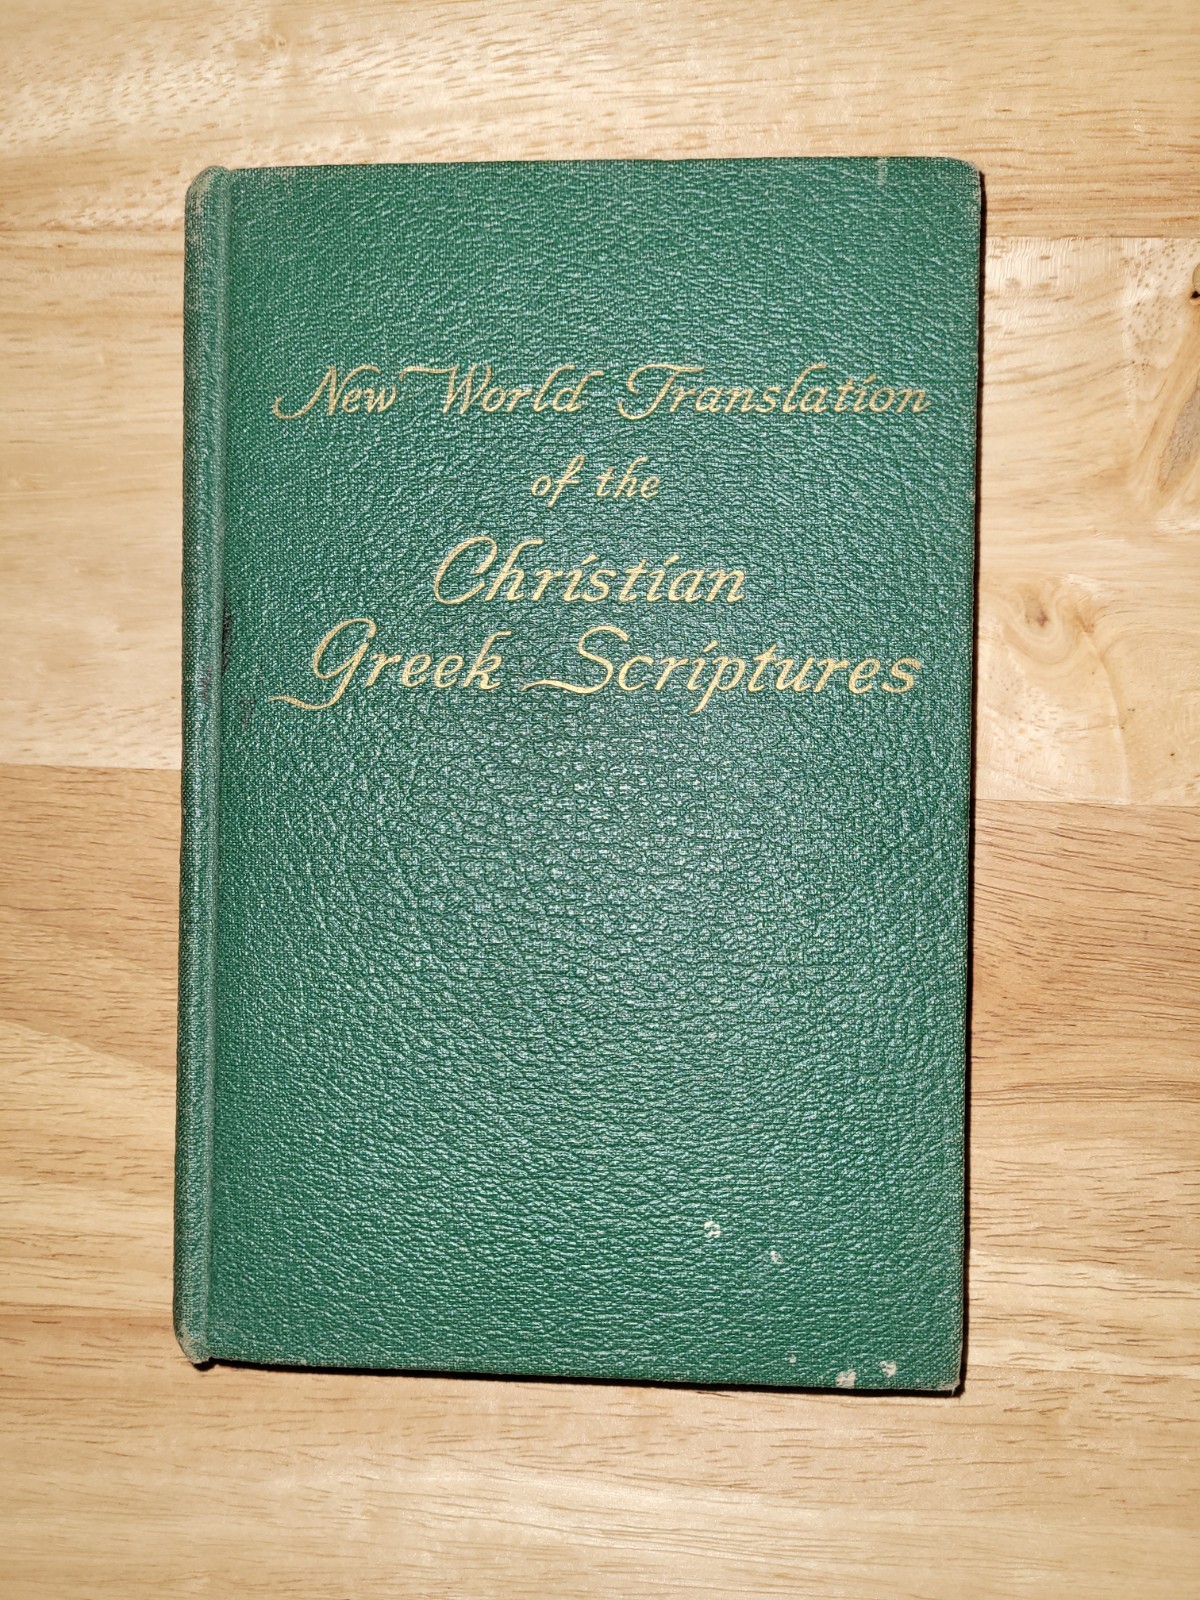 New World Translation
of the
Christian
Greek Scriptures